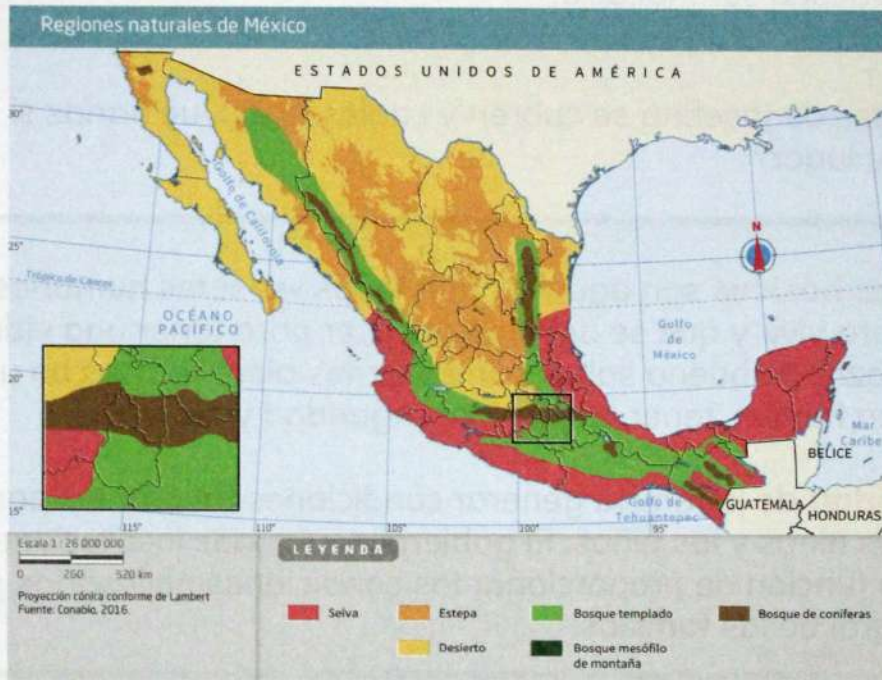 Regiones naturales de México
ESTADOS UNIDOS DE AMÉRICA
30°
25°
20°
15°
Golfo de California
Trópico de Cáncer
OCÉANO
PACÍFICO
N
Golfo
de
México
Mar
Caribe
BELICE
GUATEMALA
HONDURAS
Golfo de
Tehuantepec
115°
110°
105°
100°
95°
Escala 1 : 26 000 000
0 260 520 km
Proyección cónica conforme de Lambert
Fuente: Conabio, 2016.
LEYENDA
Selva
Estepa
Bosque templado
Bosque de coníferas
Desierto
Bosque mesófilo
de montaña